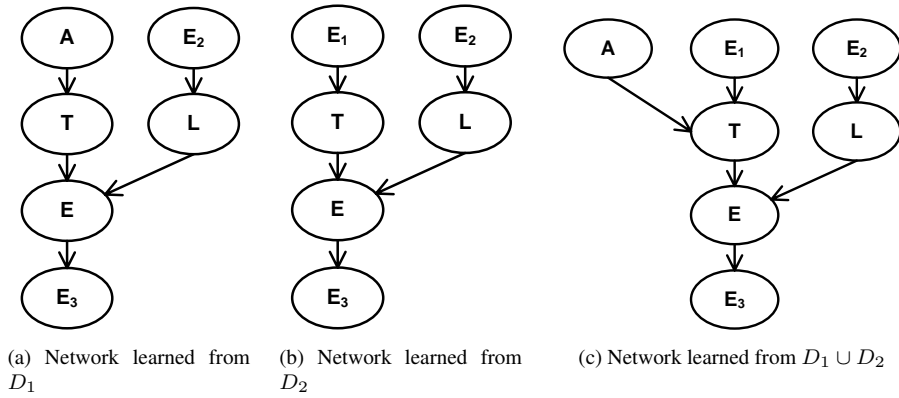 A E₂ E₁ E₂ A E₁ E₂
T L T L T L
E E E
E₃ E₃ E₃
(a) Network learned from D₁
(b) Network learned from D₂
(c) Network learned from D₁ ∪ D₂